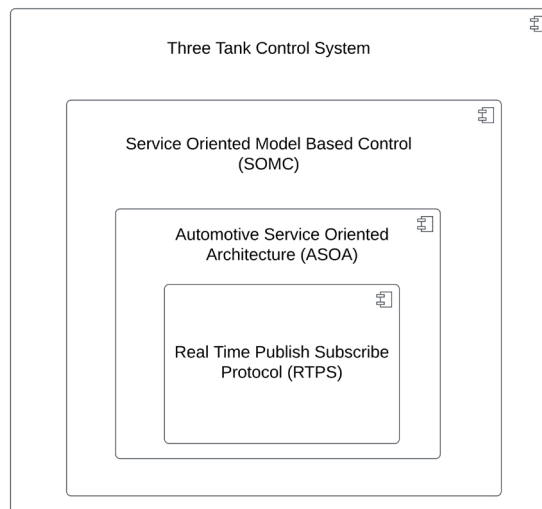 Three Tank Control System
Service Oriented Model Based Control
(SOMC)
Automotive Service Oriented
Architecture (ASOA)
Real Time Publish Subscribe
Protocol (RTPS)